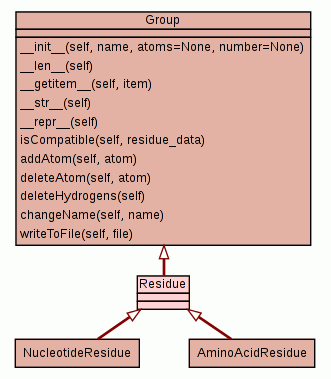 Group
__init__(self, name, atoms=None, number=None)
__len__(self)
__getitem__(self, item)
__str__(self)
__repr__(self)
isCompatible(self, residue_data)
addAtom(self, atom)
deleteAtom(self, atom)
deleteHydrogens(self)
changeName(self, name)
writeToFile(self, file)
Residue
NucleotideResidue
AminoAcidResidue